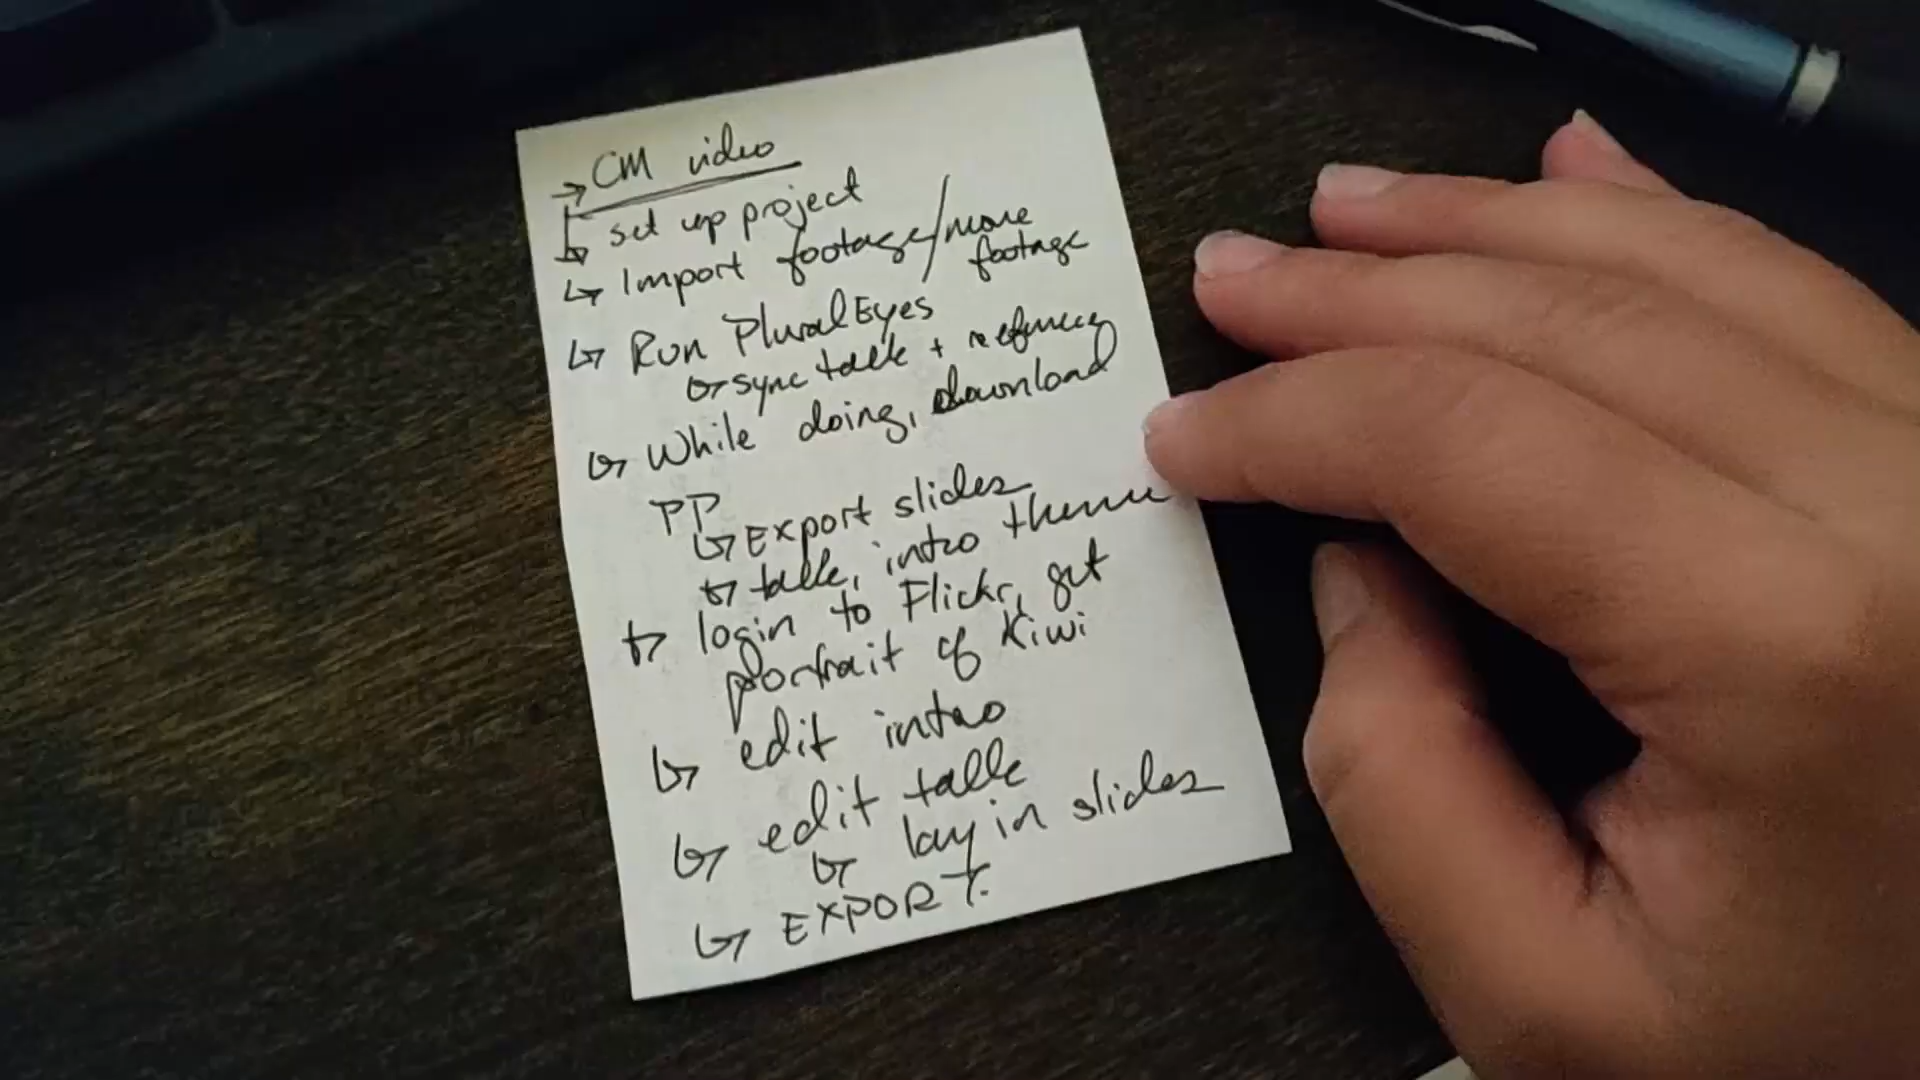 → CM video
↳ set up project
↳ Import footage/more
footage
↳ Run PluralEyes
↳ sync talk + reference
↳ While doing, download
PP
↳ Export slides
↳ talk, intro theme
↳ login to Flickr, get
portrait of Kiwi
↳ edit intro
↳ edit talk
↳ lay in slides
↳ EXPORT.